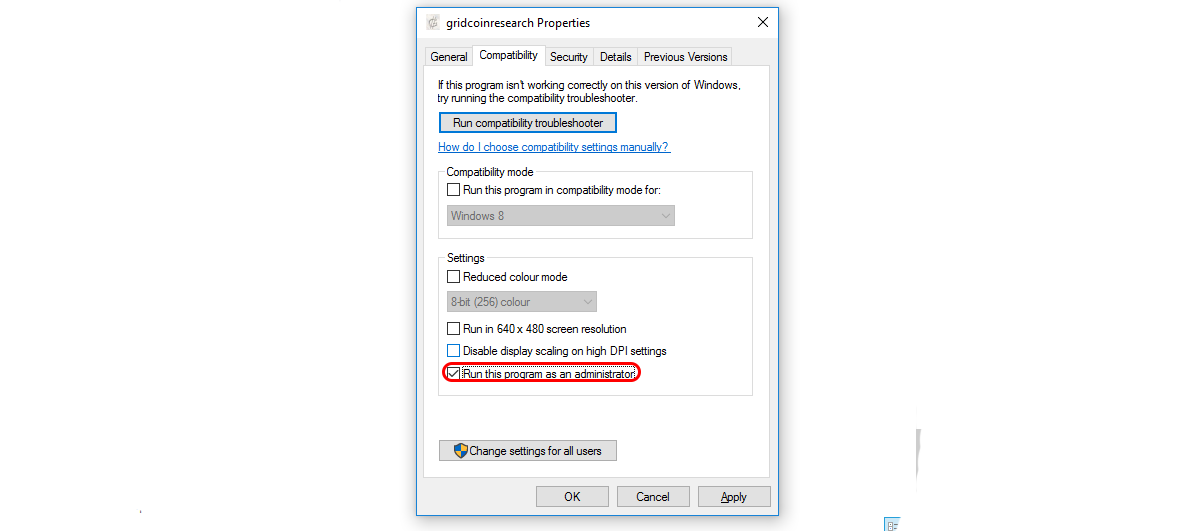 gridcoinresearch Properties
General Compatibility Security Details Previous Versions
If this program isn't working correctly on this version of Windows,
try running the compatibility troubleshooter.
Run compatibility troubleshooter
How do I choose compatibility settings manually?
Compatibility mode
Run this program in compatibility mode for:
Windows 8
Settings
Reduced colour mode
8-bit (256) colour
Run in 640 x 480 screen resolution
Disable display scaling on high DPI settings
Run this program as an administrator
Change settings for all users
OK Cancel Apply